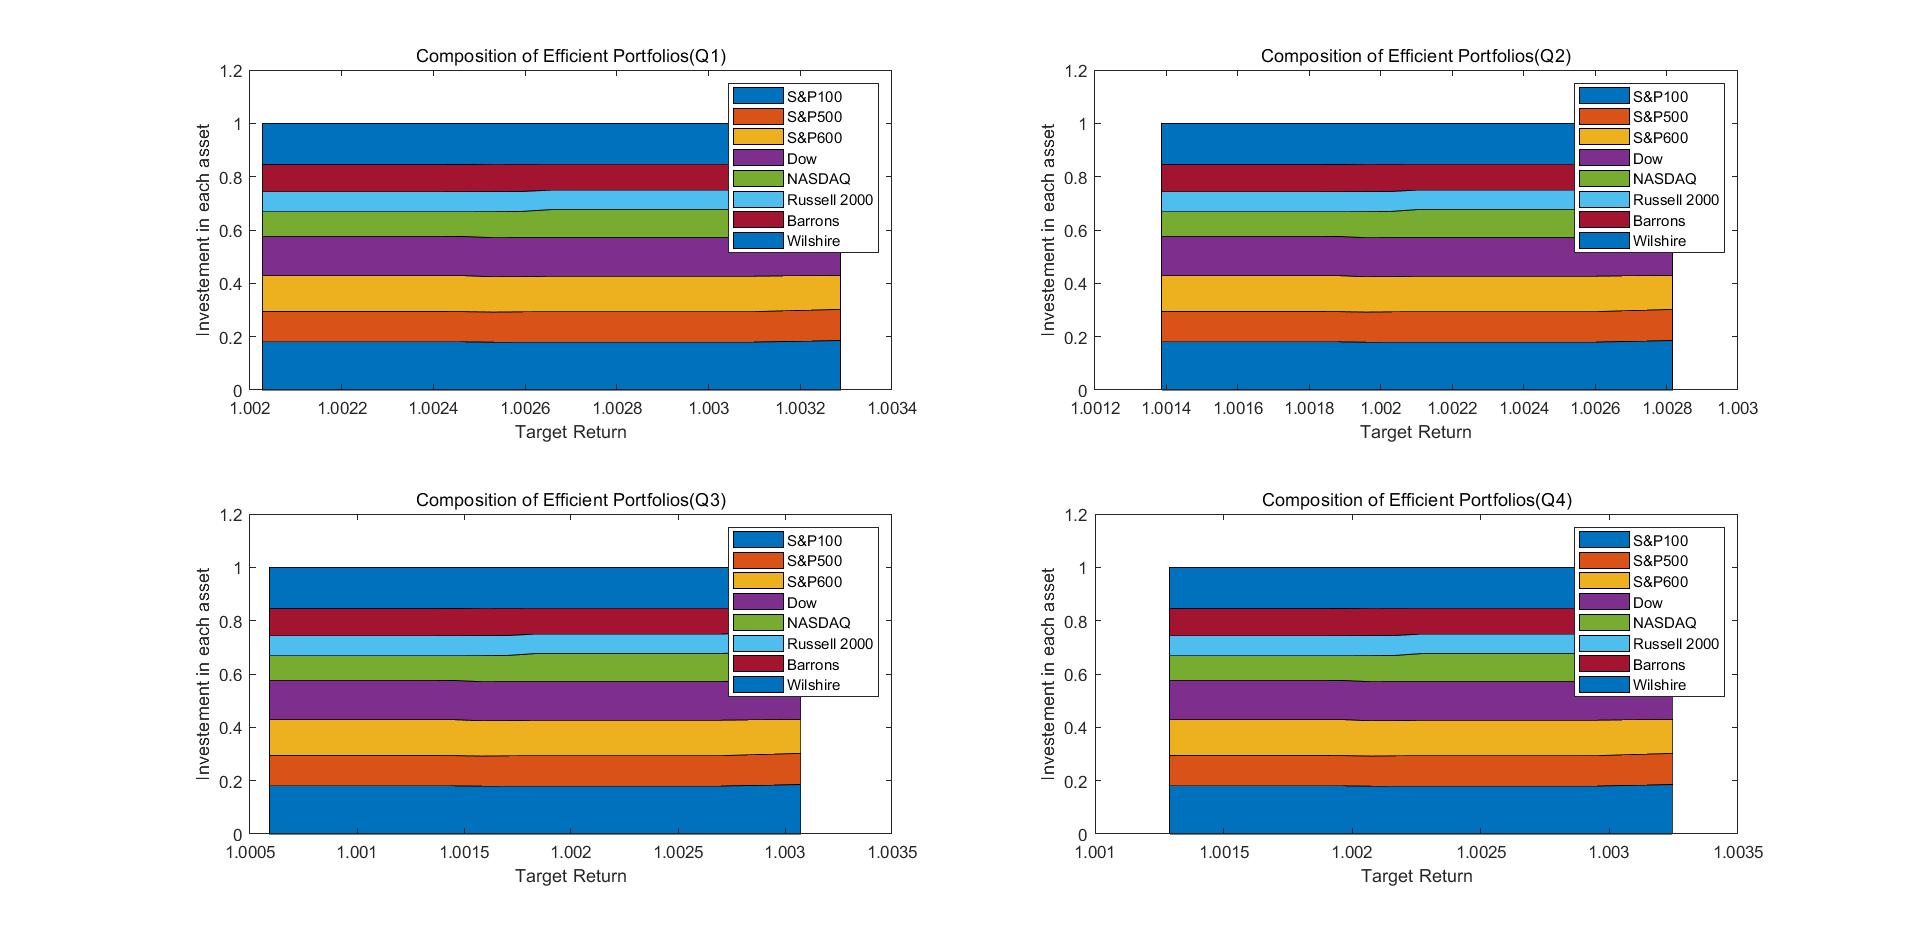 Composition of Efficient Portfolios(Q1)
Investement in each asset
1.2
1
0.8
0.6
0.4
0.2
0
S&P100
S&P500
S&P600
Dow
NASDAQ
Russell 2000
Barrons
Wilshire
1.002 1.0022 1.0024 1.0026 1.0028 1.003 1.0032 1.0034
Target Return
Composition of Efficient Portfolios(Q2)
Investement in each asset
1.2
1
0.8
0.6
0.4
0.2
0
S&P100
S&P500
S&P600
Dow
NASDAQ
Russell 2000
Barrons
Wilshire
1.0012 1.0014 1.0016 1.0018 1.002 1.0022 1.0024 1.0026 1.0028 1.003
Target Return
Composition of Efficient Portfolios(Q3)
Investement in each asset
1.2
1
0.8
0.6
0.4
0.2
0
S&P100
S&P500
S&P600
Dow
NASDAQ
Russell 2000
Barrons
Wilshire
1.0005 1.001 1.0015 1.002 1.0025 1.003 1.0035
Target Return
Composition of Efficient Portfolios(Q4)
Investement in each asset
1.2
1
0.8
0.6
0.4
0.2
0
S&P100
S&P500
S&P600
Dow
NASDAQ
Russell 2000
Barrons
Wilshire
1.001 1.0015 1.002 1.0025 1.003 1.0035
Target Return